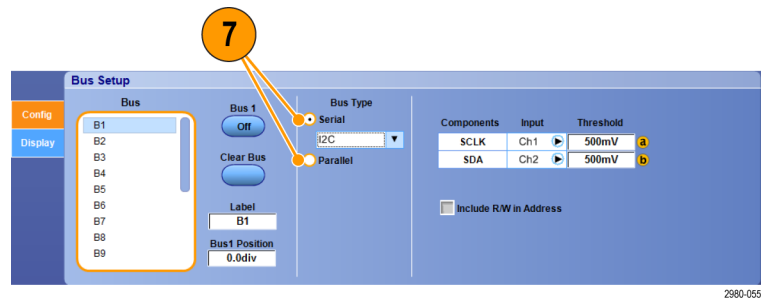 7
Bus Setup
Config
Display
Bus
B1
B2
B3
B4
B5
B6
B7
B8
B9
Bus 1
Off
Clear Bus
Label
B1
Bus1 Position
0.0div
Bus Type
Serial
I2C
Parallel
Components Input Threshold
SCLK Ch1 500mV a
SDA Ch2 500mV b
Include R/W in Address
2980-055